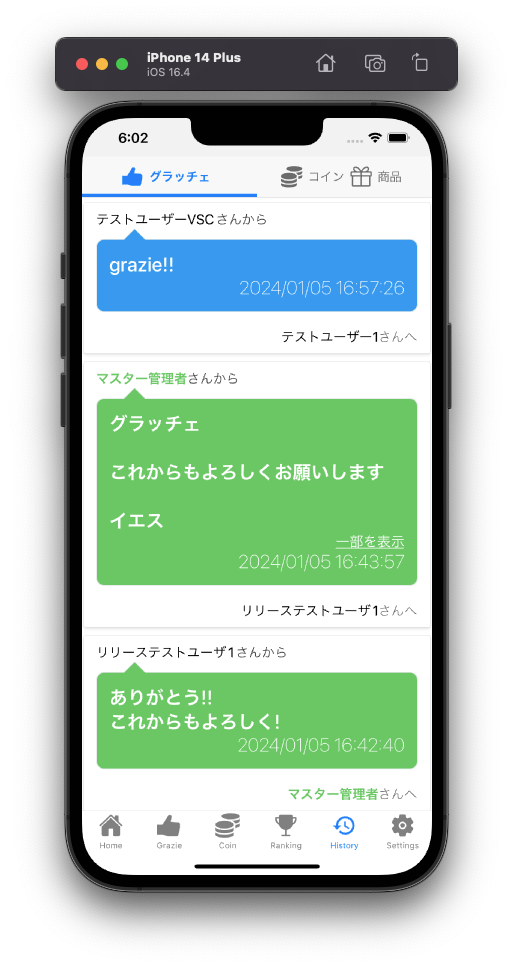 iPhone 14 Plus
iOS 16.4
6:02
グラッチェ
コイン
商品
テストユーザーVSCさんから
grazie!!
2024/01/05 16:57:26
テストユーザー1さんへ
マスター管理者さんから
グラッチェ
これからもよろしくお願いします
イエス
一部を表示
2024/01/05 16:43:57
リリーステストユーザ1さんへ
リリーステストユーザ1さんから
ありがとう!!
これからもよろしく!
2024/01/05 16:42:40
マスター管理者さんへ
Home
Grazie
Coin
Ranking
History
Settings